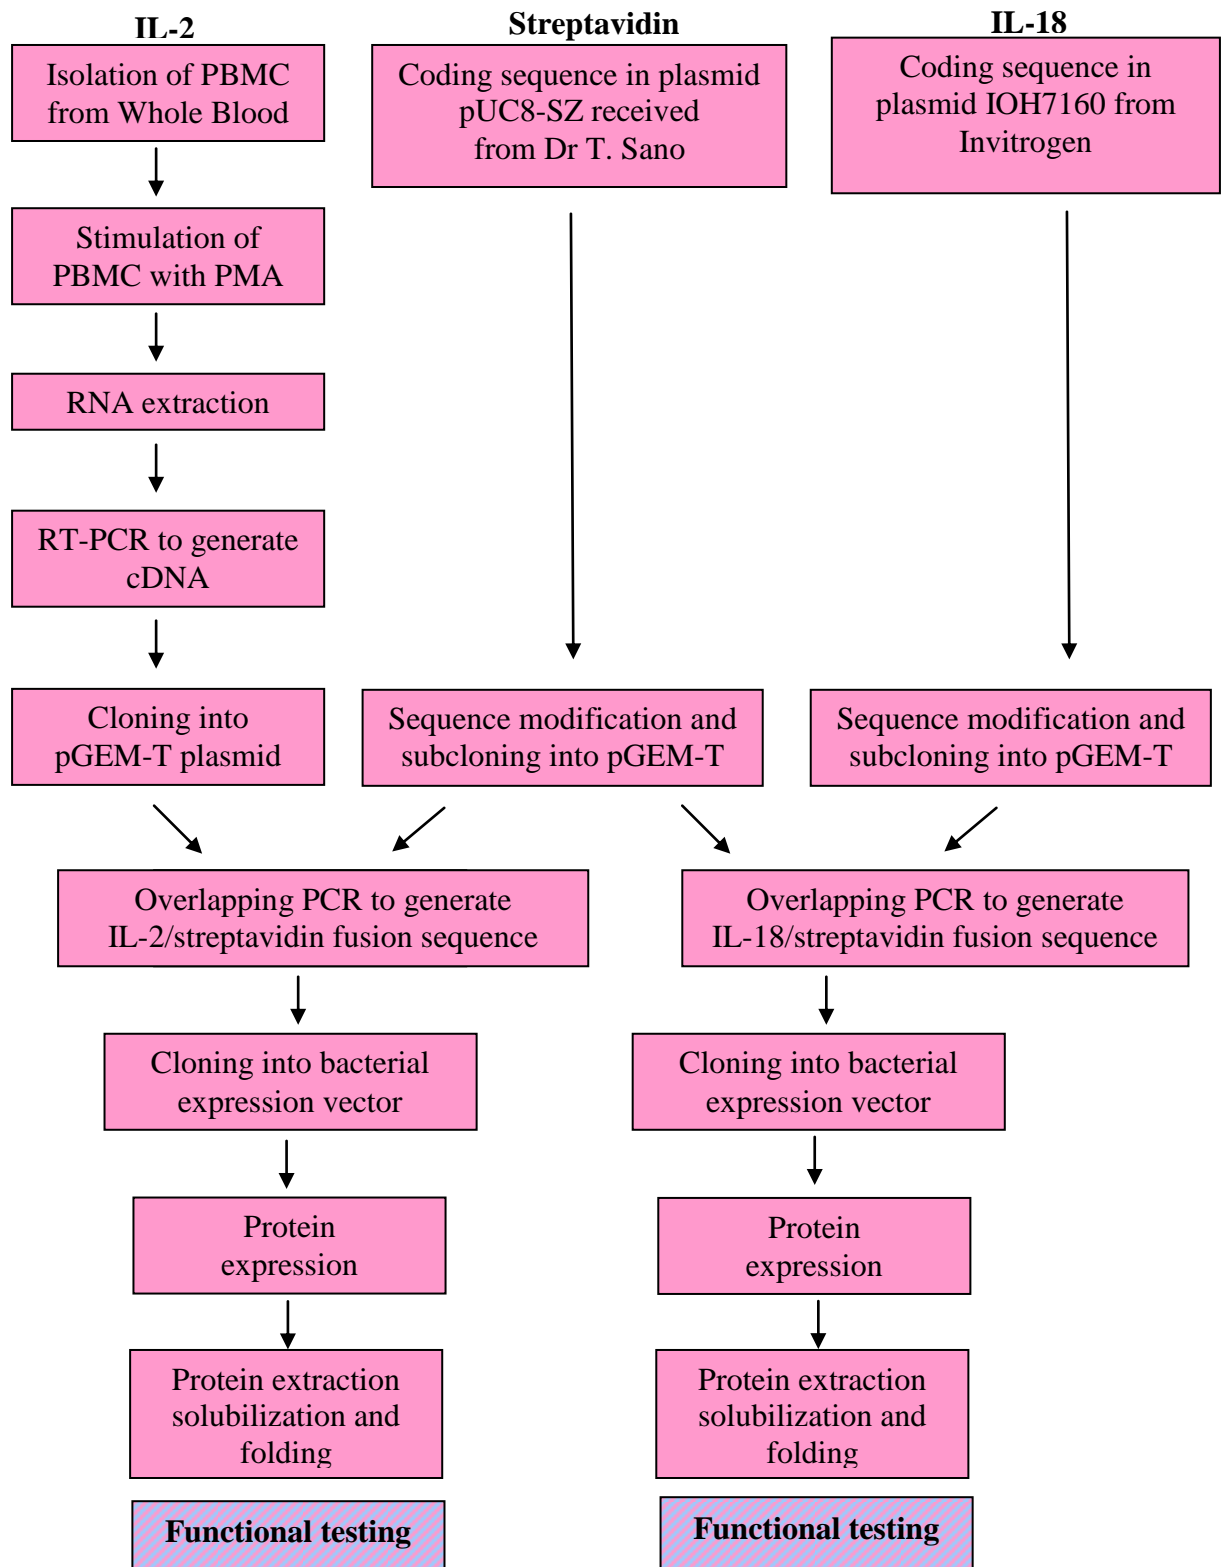 IL-2
Streptavidin
IL-18
Isolation of PBMC
from Whole Blood
Coding sequence in plasmid
pUC8-SZ received
from Dr T. Sano
Coding sequence in
plasmid IOH7160 from
Invitrogen
Stimulation of
PBMC with PMA
RNA extraction
RT-PCR to generate
cDNA
Cloning into
pGEM-T plasmid
Sequence modification and
subcloning into pGEM-T
Sequence modification and
subcloning into pGEM-T
Overlapping PCR to generate
IL-2/streptavidin fusion sequence
Overlapping PCR to generate
IL-18/streptavidin fusion sequence
Cloning into bacterial
expression vector
Cloning into bacterial
expression vector
Protein
expression
Protein
expression
Protein extraction
solubilization and
folding
Protein extraction
solubilization and
folding
Functional testing
Functional testing